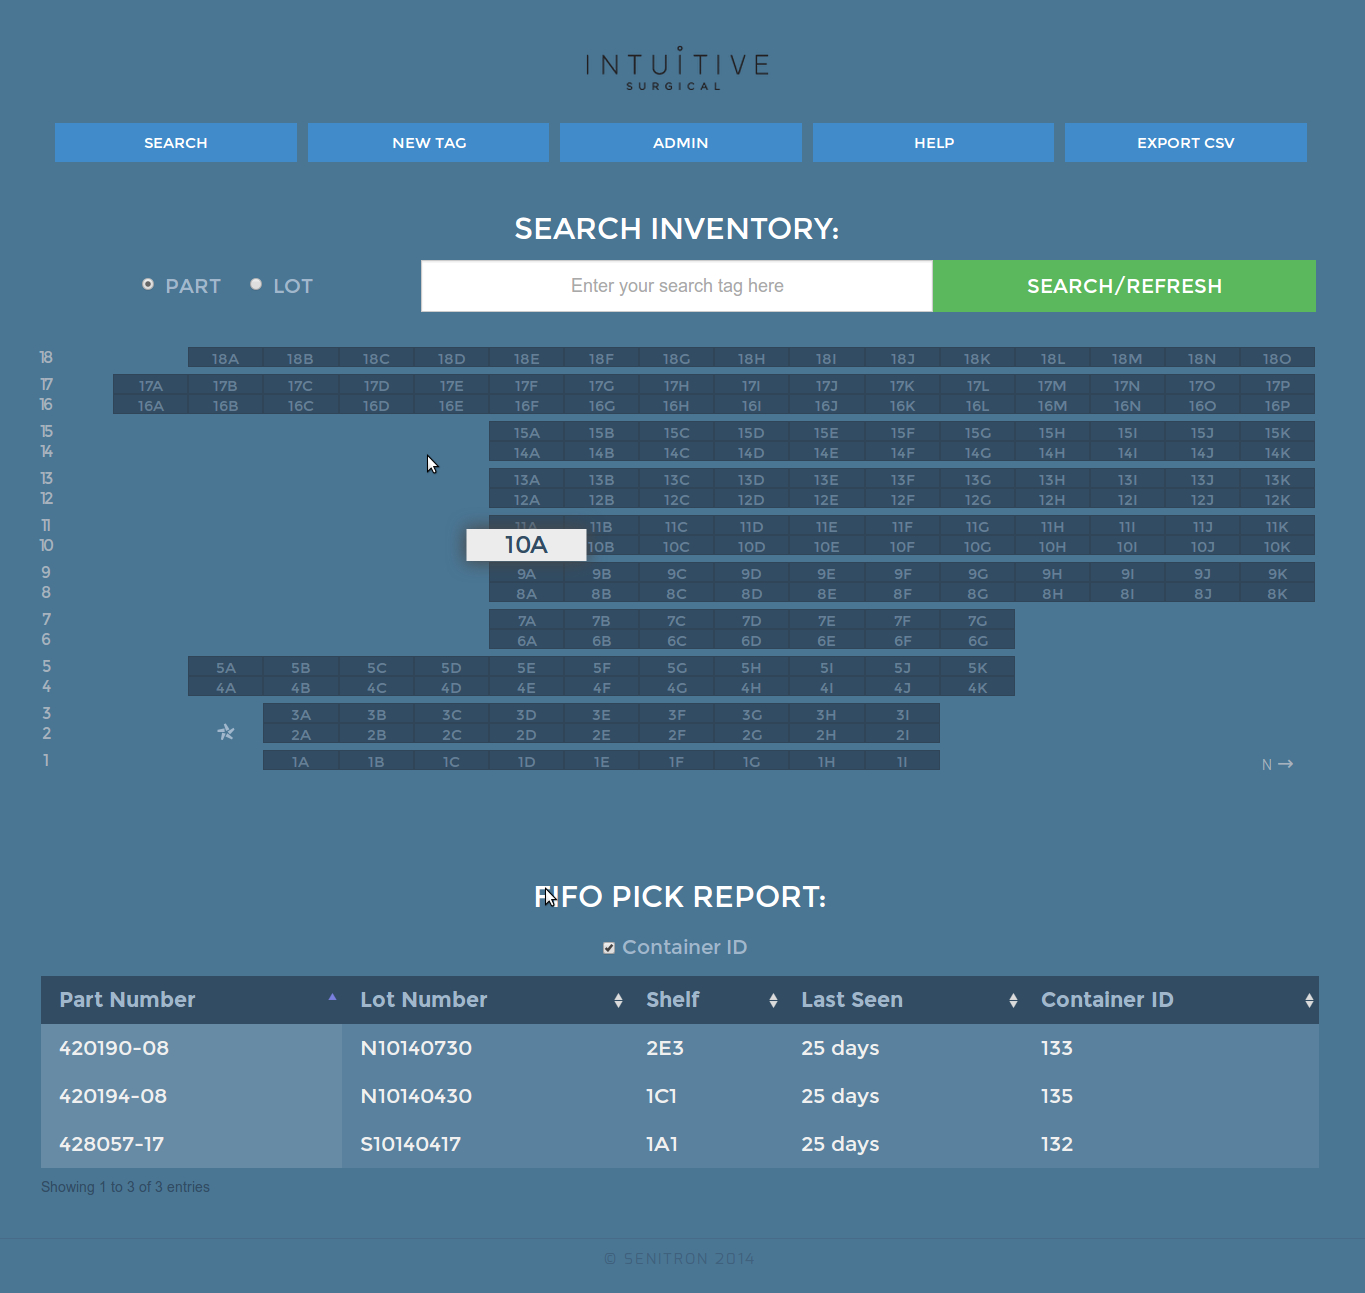 INTUITIVE
SURGICAL
SEARCH NEW TAG ADMIN HELP EXPORT CSV
SEARCH INVENTORY:
PART LOT Enter your search tag here SEARCH/REFRESH
18 18A 18B 18C 18D 18E 18F 18G 18H 18I 18J 18K 18L 18M 18N 18O
17 17A 17B 17C 17D 17E 17F 17G 17H 17I 17J 17K 17L 17M 17N 17O 17P
16 16A 16B 16C 16D 16E 16F 16G 16H 16I 16J 16K 16L 16M 16N 16O 16P
15 15A 15B 15C 15D 15E 15F 15G 15H 15I 15J 15K
14 14A 14B 14C 14D 14E 14F 14G 14H 14I 14J 14K
13 13A 13B 13C 13D 13E 13F 13G 13H 13I 13J 13K
12 12A 12B 12C 12D 12E 12F 12G 12H 12I 12J 12K
11 11A 11B 11C 11D 11E 11F 11G 11H 11I 11J 11K
10 10A 10B 10C 10D 10E 10F 10G 10H 10I 10J 10K
9 9A 9B 9C 9D 9E 9F 9G 9H 9I 9J 9K
8 8A 8B 8C 8D 8E 8F 8G 8H 8I 8J 8K
7 7A 7B 7C 7D 7E 7F 7G
6 6A 6B 6C 6D 6E 6F 6G
5 5A 5B 5C 5D 5E 5F 5G 5H 5I 5J 5K
4 4A 4B 4C 4D 4E 4F 4G 4H 4I 4J 4K
3 3A 3B 3C 3D 3E 3F 3G 3H 3I
2 2A 2B 2C 2D 2E 2F 2G 2H 2I
1 1A 1B 1C 1D 1E 1F 1G 1H 1I N →
FIFO PICK REPORT:
Container ID
Part Number Lot Number Shelf Last Seen Container ID
420190-08 N10140730 2E3 25 days 133
420194-08 N10140430 1C1 25 days 135
428057-17 S10140417 1A1 25 days 132
Showing 1 to 3 of 3 entries
© SENITRON 2014